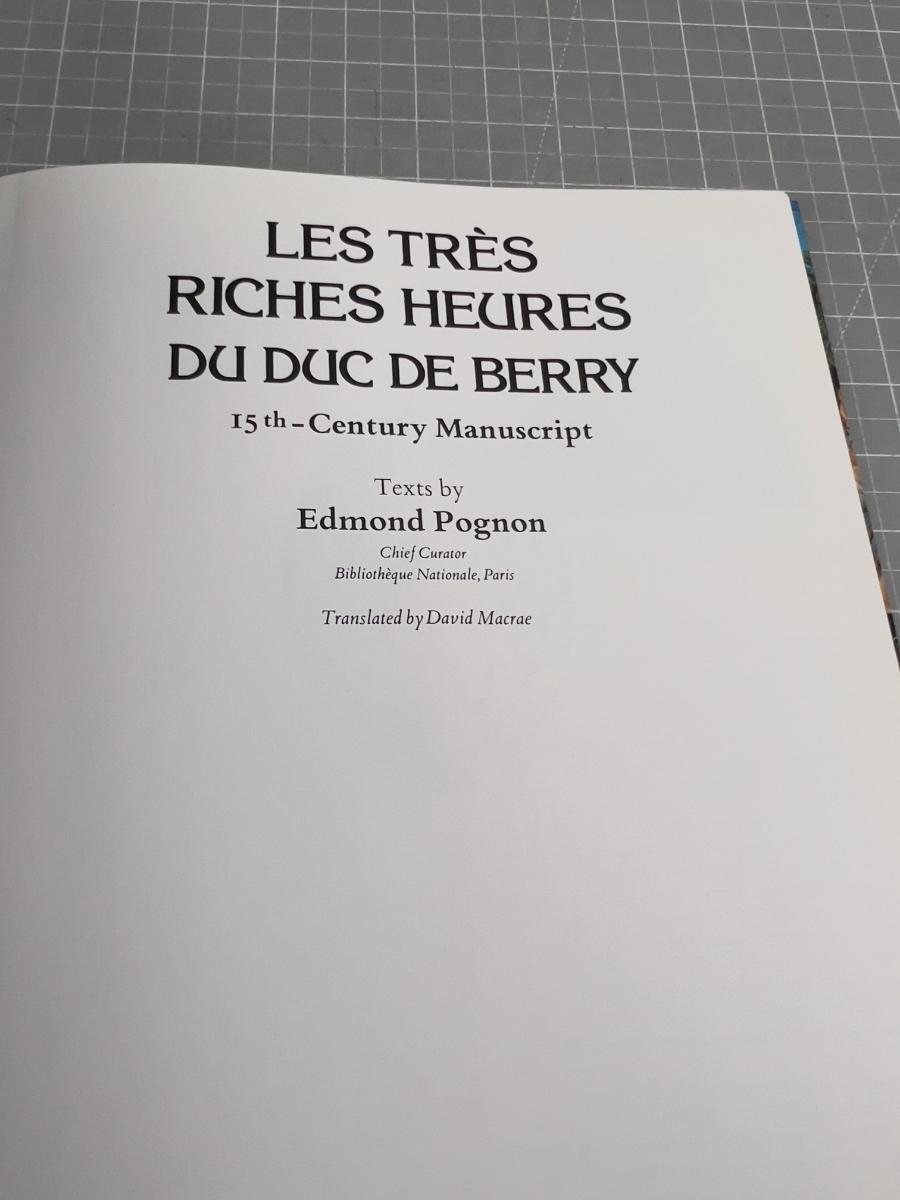 LES TRÈS
RICHES HEURES
DU DUC DE BERRY
15th-Century Manuscript
Texts by
Edmond Pognon
Chief Curator
Bibliothèque Nationale, Paris
Translated by David Macrae